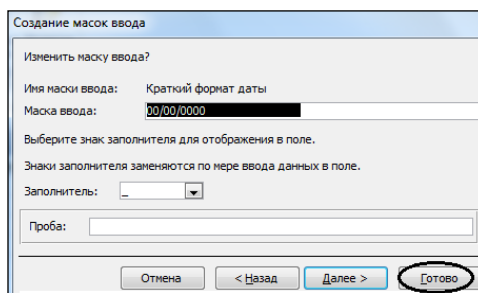 Создание масок ввода
Изменить маску ввода?
Имя маски ввода: Краткий формат даты
Маска ввода: 00/00/0000
Выберите знак заполнителя для отображения в поле.
Знаки заполнителя заменяются по мере ввода данных в поле.
Заполнитель: _
Проба:
Отмена < Назад Далее > Готово